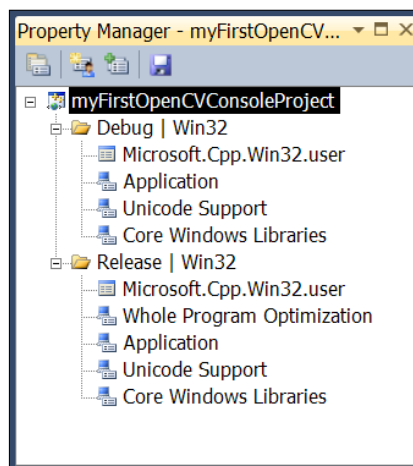 Property Manager - myFirstOpenCV...
myFirstOpenCVConsoleProject
Debug | Win32
Microsoft.Cpp.Win32.user
Application
Unicode Support
Core Windows Libraries
Release | Win32
Microsoft.Cpp.Win32.user
Whole Program Optimization
Application
Unicode Support
Core Windows Libraries